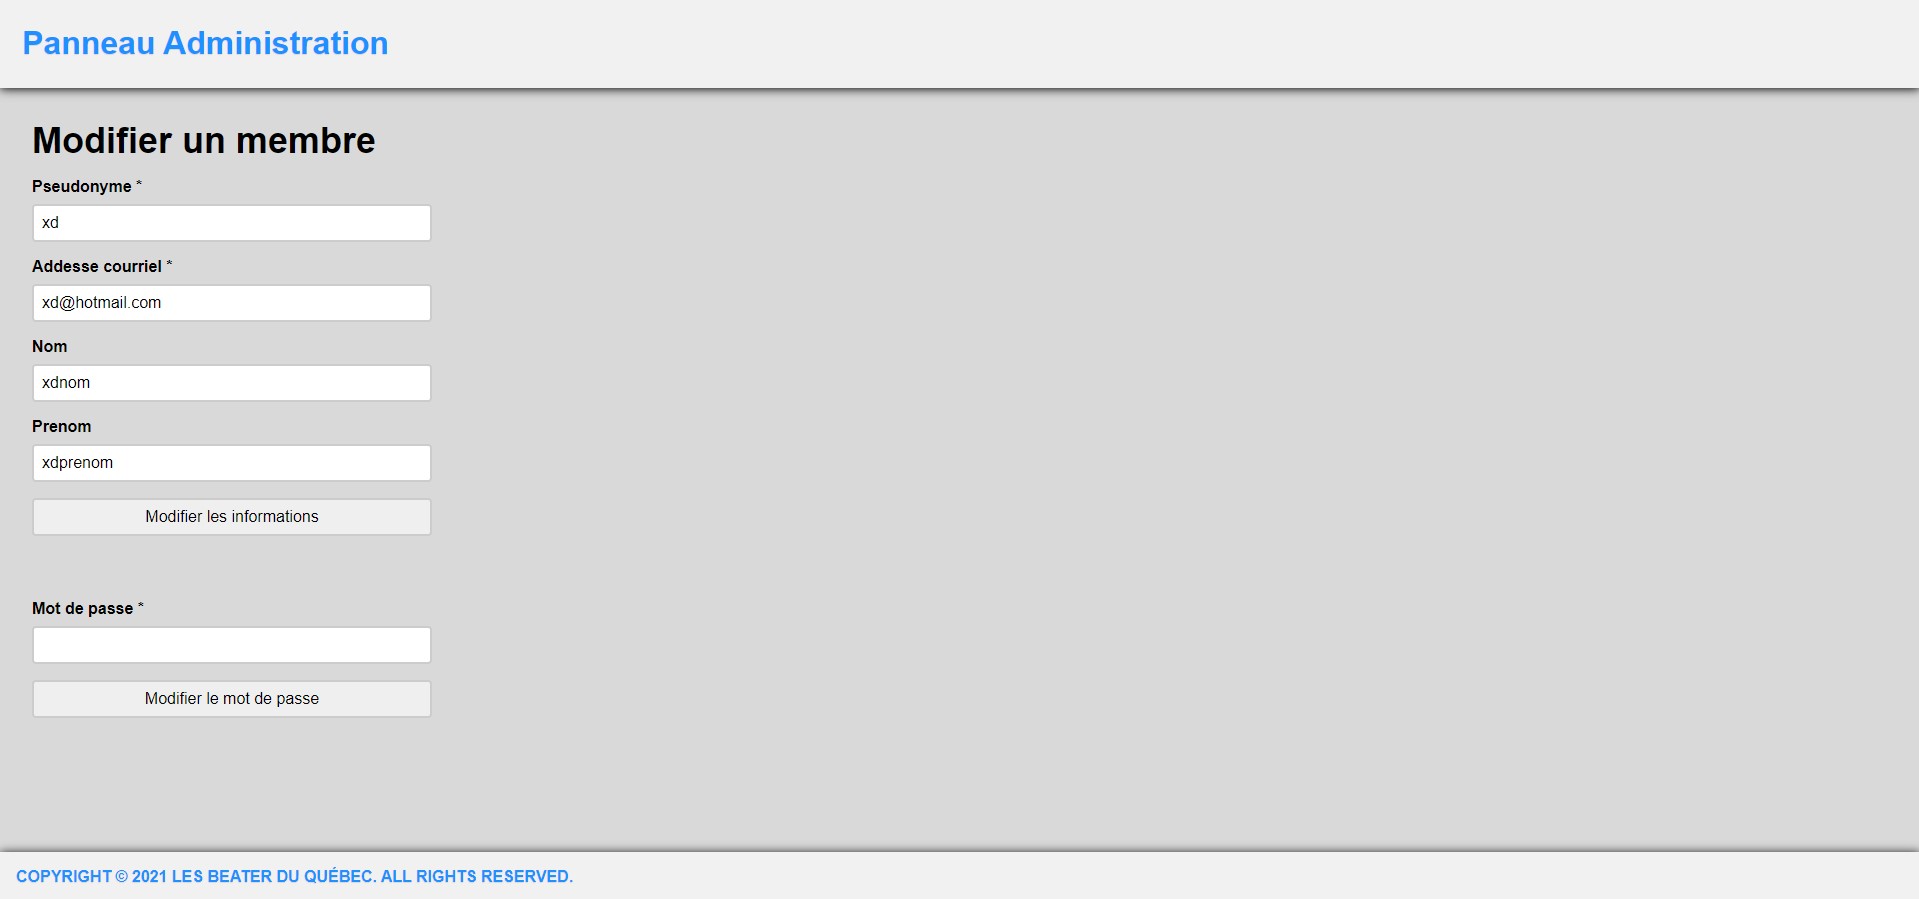 Panneau Administration
Modifier un membre
Pseudonyme *
xd
Addesse courriel *
xd@hotmail.com
Nom
xdnom
Prenom
xdprenom
Modifier les informations
Mot de passe *
Modifier le mot de passe
COPYRIGHT © 2021 LES BEATER DU QUÉBEC. ALL RIGHTS RESERVED.